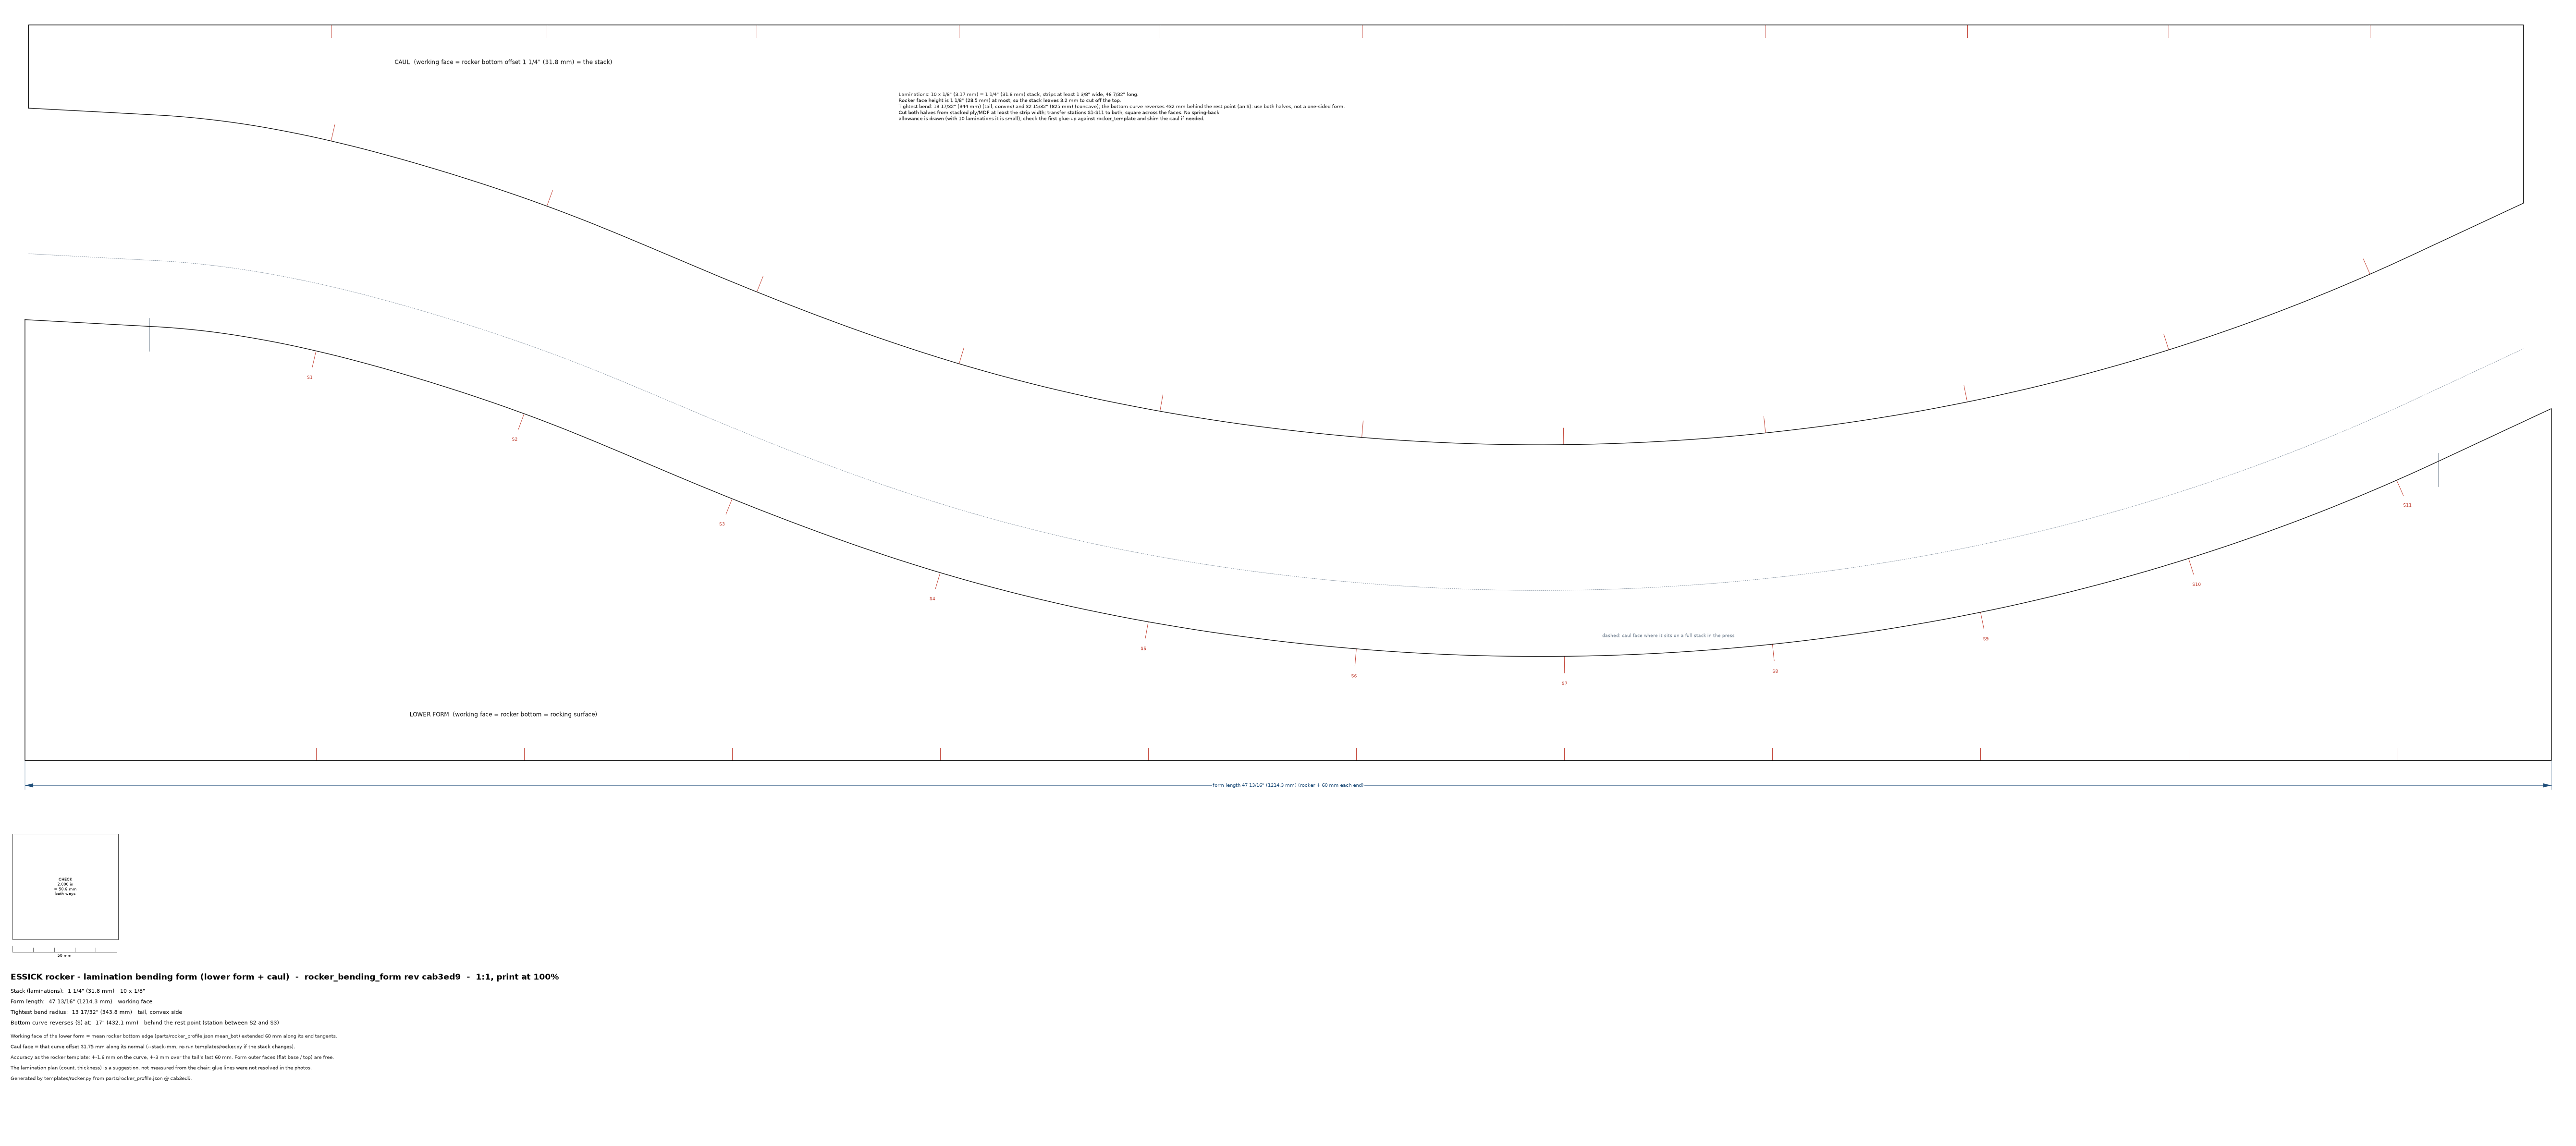 CAUL (working face = rocker bottom offset 1 1/4" (31.8 mm) = the stack)
Laminations: 10 x 1/8" (3.17 mm) = 1 1/4" (31.8 mm) stack; strips at least 1 3/8" wide, 46 7/32" long.
Rocker face height is 1 1/8" (28.5 mm) at most, so the stack leaves 3.2 mm to cut off the top.
Tightest bend: 13 17/32" (344 mm) (tail, convex) and 32 15/32" (825 mm) (concave); the bottom curve reverses 432 mm behind the rest point (an S): use both halves, not a one-sided form.
Cut both halves from stacked ply/MDF at least the strip width; transfer stations S1-S11 to both, square across the faces. No spring-back
allowance is drawn (with 10 laminations it is small); check the first glue-up against rocker_template and shim the caul if needed.
S1
S2
S3
S4
S5
S6
S7
S8
S9
S10
S11
dashed: caul face where it sits on a full stack in the press
LOWER FORM (working face = rocker bottom = rocking surface)
form length 47 13/16" (1214.3 mm) (rocker + 60 mm each end)
CHECK
2.000 in
= 50.8 mm
both ways
50 mm
ESSICK rocker - lamination bending form (lower form + caul) - rocker_bending_form rev cab3ed9 - 1:1, print at 100%
Stack (laminations): 1 1/4" (31.8 mm) 10 x 1/8"
Form length: 47 13/16" (1214.3 mm) working face
Tightest bend radius: 13 17/32" (343.8 mm) tail, convex side
Bottom curve reverses (S) at: 17" (432.1 mm) behind the rest point (station between S2 and S3)
Working face of the lower form = mean rocker bottom edge (parts/rocker_profile.json mean_bot) extended 60 mm along its end tangents.
Caul face = that curve offset 31.75 mm along its normal (--stack-mm; re-run templates/rocker.py if the stack changes).
Accuracy as the rocker template: +-1.6 mm on the curve, +-3 mm over the tail's last 60 mm. Form outer faces (flat base / top) are free.
The lamination plan (count, thickness) is a suggestion, not measured from the chair: glue lines were not resolved in the photos.
Generated by templates/rocker.py from parts/rocker_profile.json @ cab3ed9.